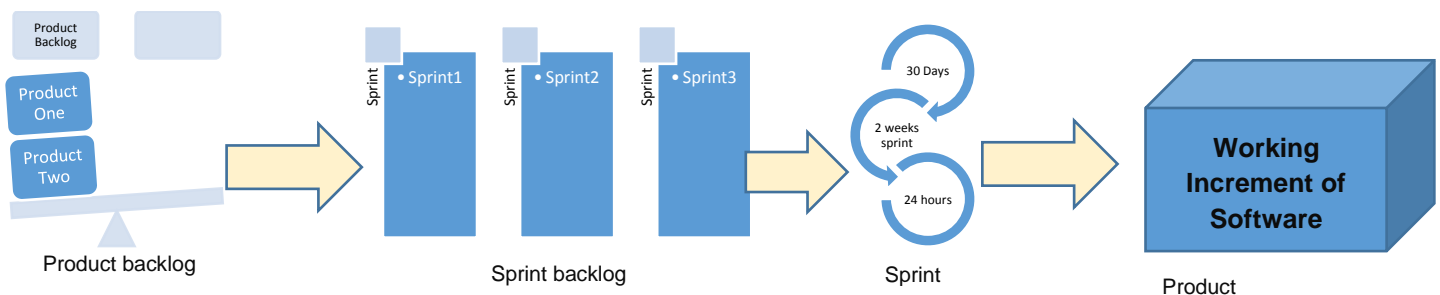 Product
Backlog
Product
One
Product
Two
Product backlog
Sprint
• Sprint1
Sprint
• Sprint2
Sprint
• Sprint3
Sprint backlog
30 Days
2 weeks
sprint
24 hours
Sprint
Working
Increment of
Software
Product